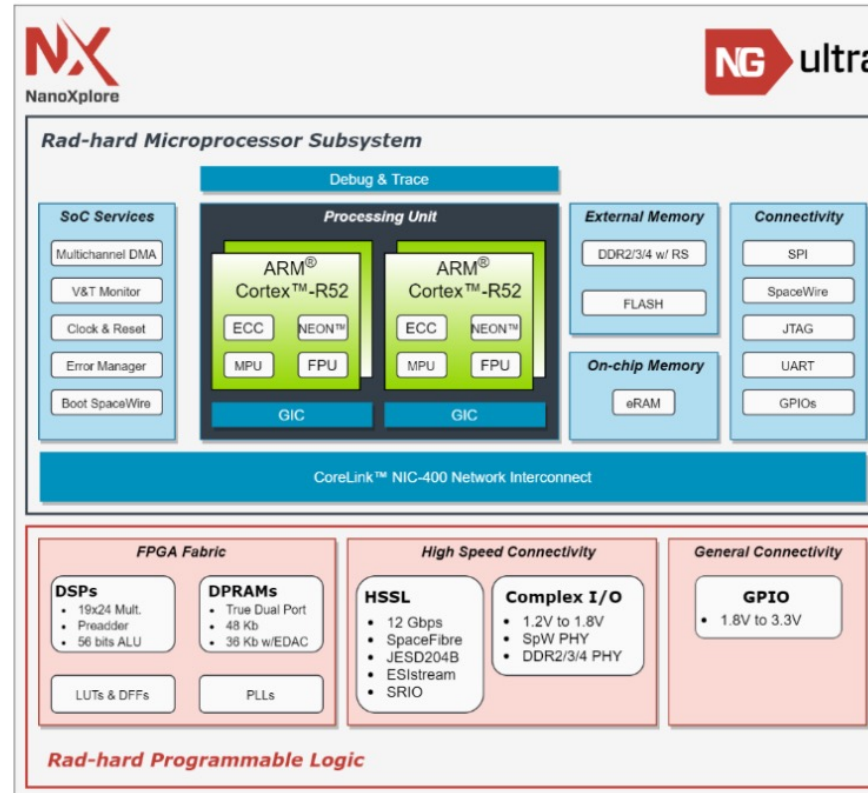 NX
NanoXplore
NG ultra
Rad-hard Microprocessor Subsystem
Debug & Trace
SoC Services
Multichannel DMA
V&T Monitor
Clock & Reset
Error Manager
Boot SpaceWire
Processing Unit
ARM®
Cortex™-R52
ECC
NEON™
MPU
FPU
GIC
ARM®
Cortex™-R52
ECC
NEON™
MPU
FPU
GIC
External Memory
DDR2/3/4 w/ RS
FLASH
On-chip Memory
eRAM
Connectivity
SPI
SpaceWire
JTAG
UART
GPIOs
CoreLink™ NIC-400 Network Interconnect
FPGA Fabric
DSPs
• 19x24 Mult.
• Preadder
• 56 bits ALU
DPRAMs
• True Dual Port
• 48 Kb
• 36 Kb w/EDAC
LUTs & DFFs
PLLs
High Speed Connectivity
HSSL
• 12 Gbps
• SpaceFibre
• JESD204B
• ESIstream
• SRIO
Complex I/O
• 1.2V to 1.8V
• SpW PHY
• DDR2/3/4 PHY
General Connectivity
GPIO
• 1.8V to 3.3V
Rad-hard Programmable Logic